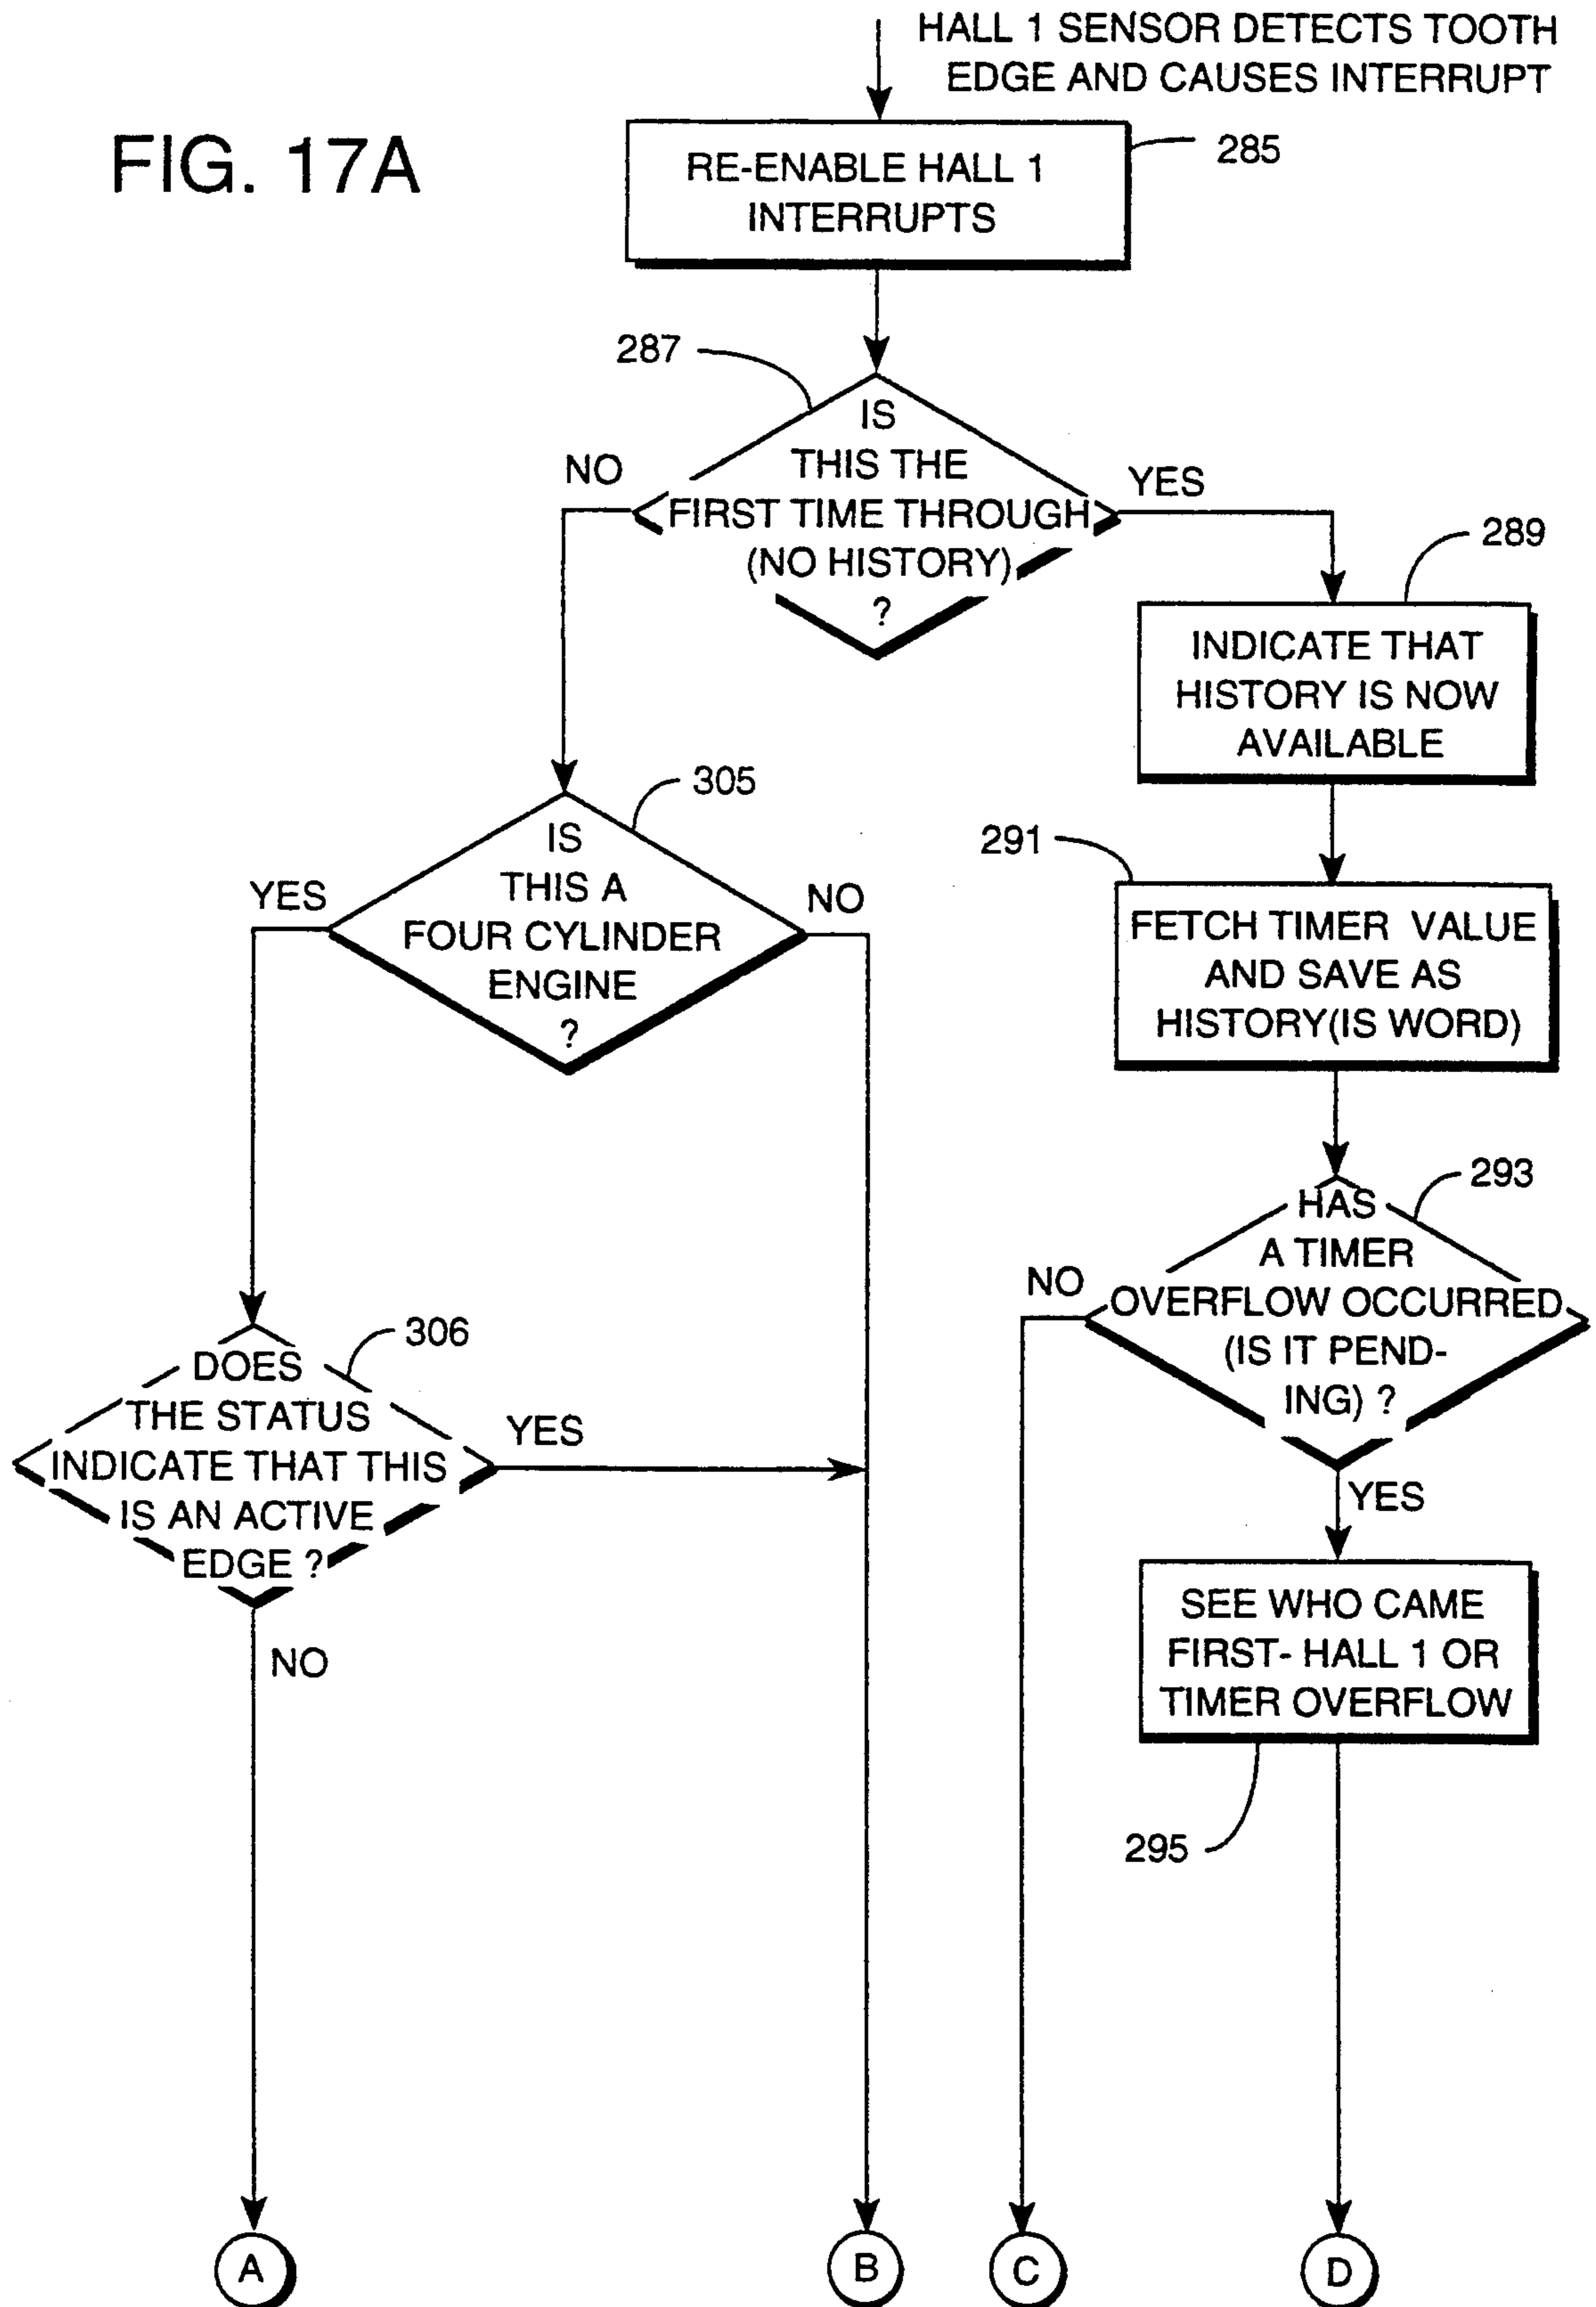 HALL 1 SENSOR DETECTS TOOTH
EDGE AND CAUSES INTERRUPT
FIG. 17A
RE-ENABLE HALL 1
INTERRUPTS
285
287
IS
THIS THE
FIRST TIME THROUGH
(NO HISTORY)
?
NO
YES
289
INDICATE THAT
HISTORY IS NOW
AVAILABLE
305
IS
THIS A
FOUR CYLINDER
ENGINE
?
YES
NO
291
FETCH TIMER VALUE
AND SAVE AS
HISTORY(IS WORD)
293
HAS
A TIMER
OVERFLOW OCCURRED
(IS IT PEND-
ING) ?
NO
YES
306
DOES
THE STATUS
INDICATE THAT THIS
IS AN ACTIVE
EDGE ?
YES
NO
SEE WHO CAME
FIRST- HALL 1 OR
TIMER OVERFLOW
295
A
B
C
D